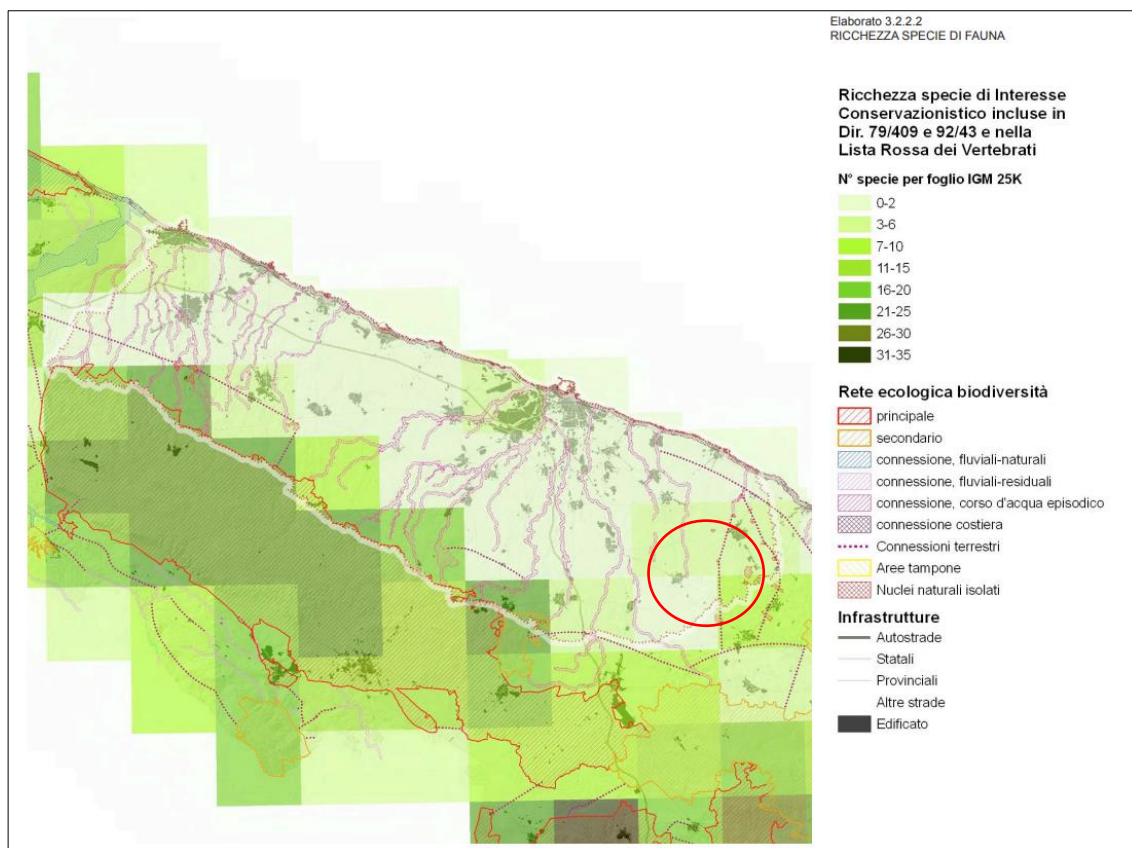 Elaborato 3.2.2.2
RICCHEZZA SPECIE DI FAUNA
Ricchezza specie di Interesse
Conservazionistico incluse in
Dir. 79/409 e 92/43 e nella
Lista Rossa dei Vertebrati
N° specie per foglio IGM 25K
0-2
3-6
7-10
11-15
16-20
21-25
26-30
31-35
Rete ecologica biodiversità
principale
secondario
connessione, fluviali-naturali
connessione, fluviali-residuali
connessione, corso d'acqua episodico
connessione costiera
Connessioni terrestri
Aree tampone
Nuclei naturali isolati
Infrastrutture
Autostrade
Statali
Provinciali
Altre strade
Edificato